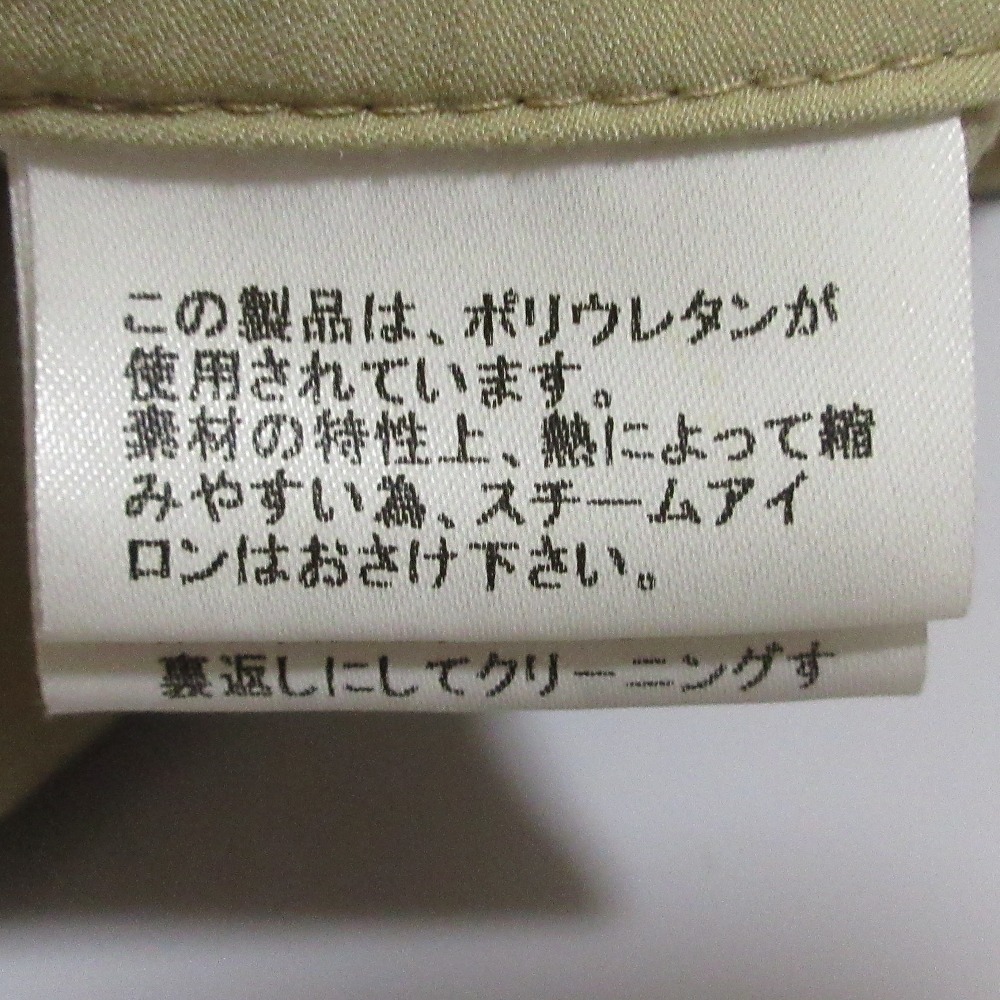 この製品は、ポリウレタンが
使用されています。
素材の特性上、熱によって縮
みやすい為、スチームアイ
ロンはおさけ下さい。
裏返しにしてクリーニングす